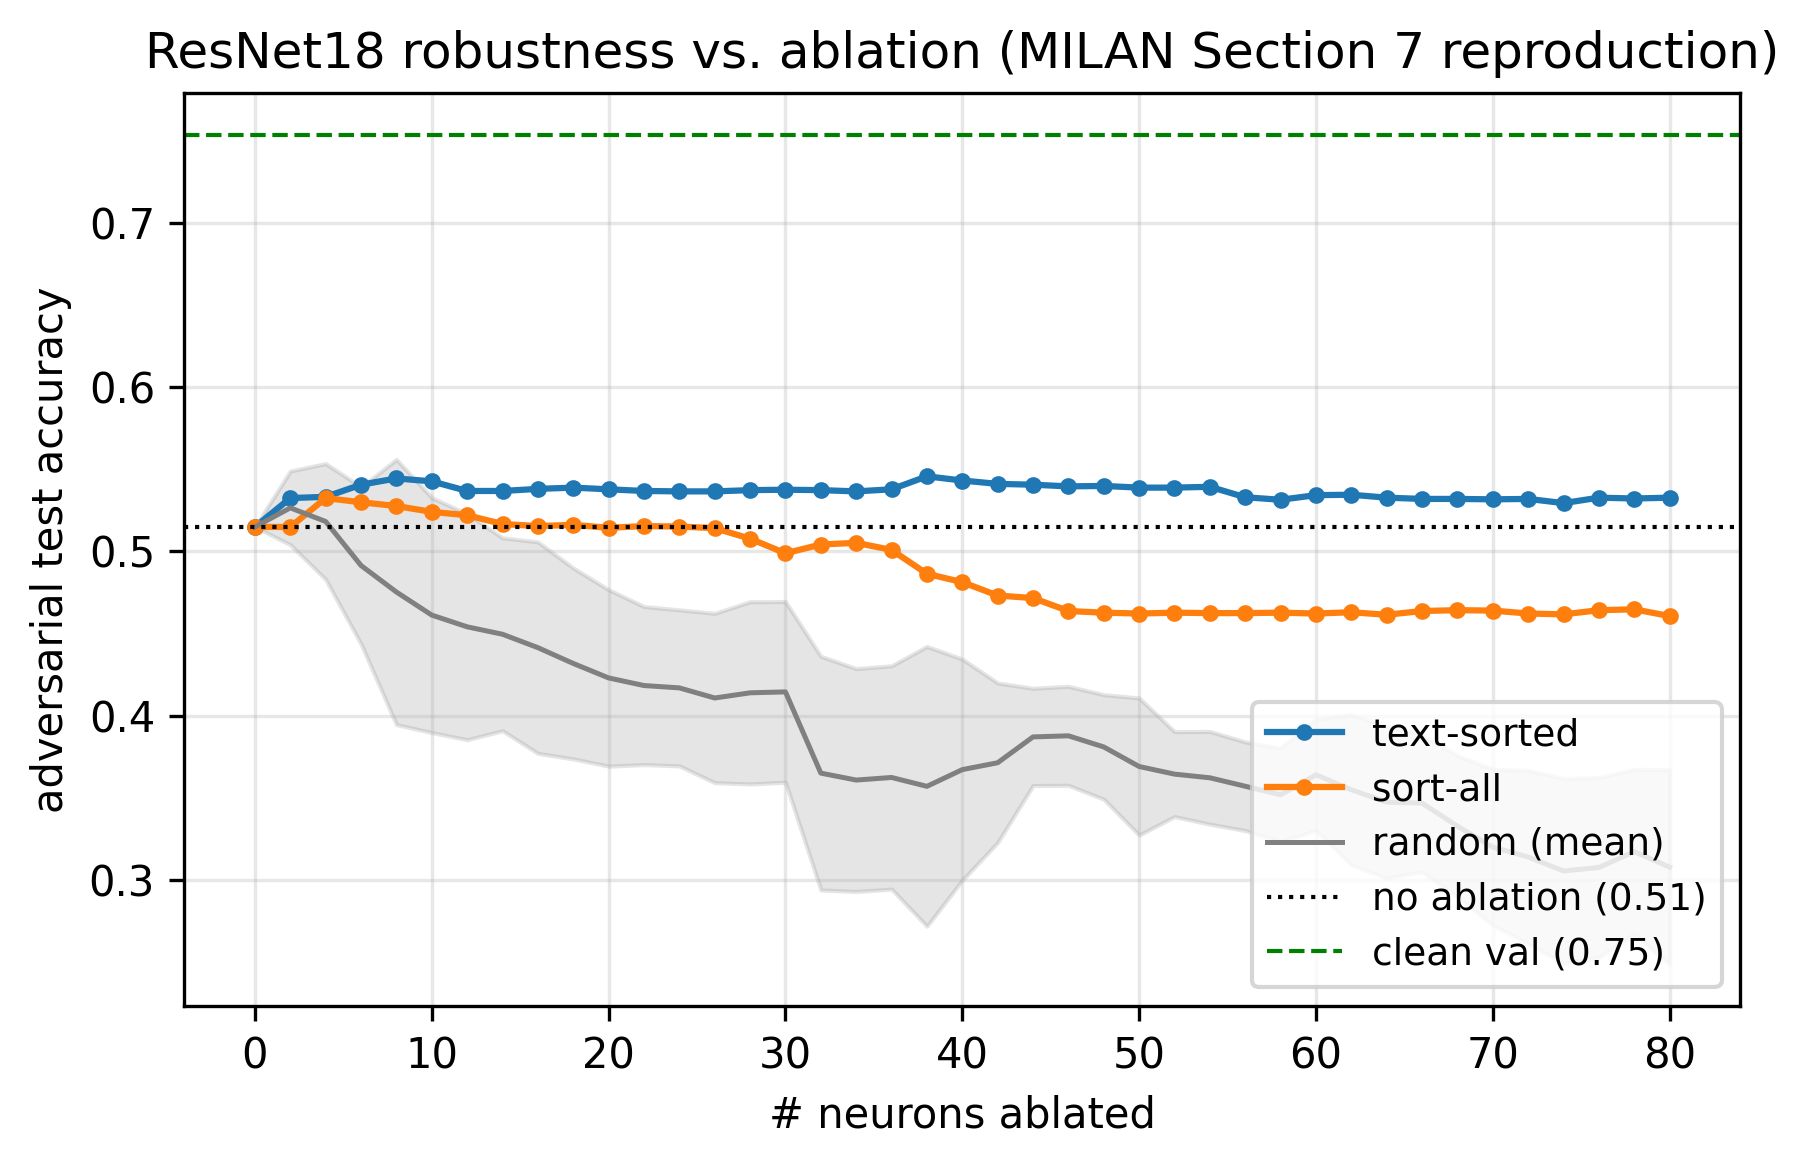 ResNet18 robustness vs. ablation (MILAN Section 7 reproduction)
adversarial test accuracy
0.7
0.6
0.5
0.4
0.3
text-sorted
sort-all
random (mean)
no ablation (0.51)
clean val (0.75)
0 10 20 30 40 50 60 70 80
# neurons ablated